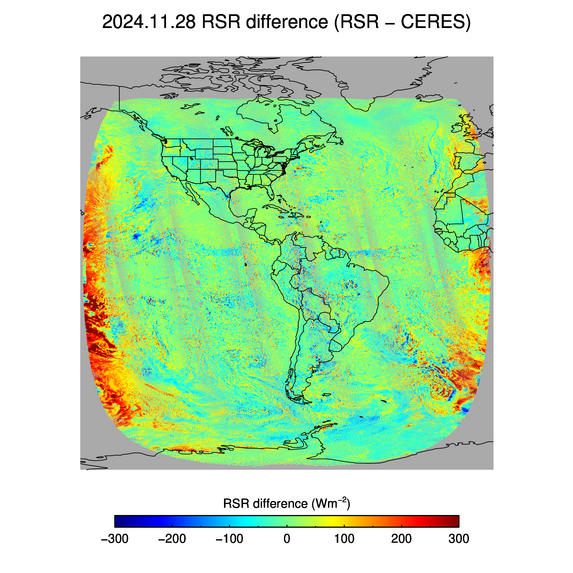 2024.11.28 RSR difference (RSR − CERES)
RSR difference (Wm⁻²)
−300 −200 −100 0 100 200 300